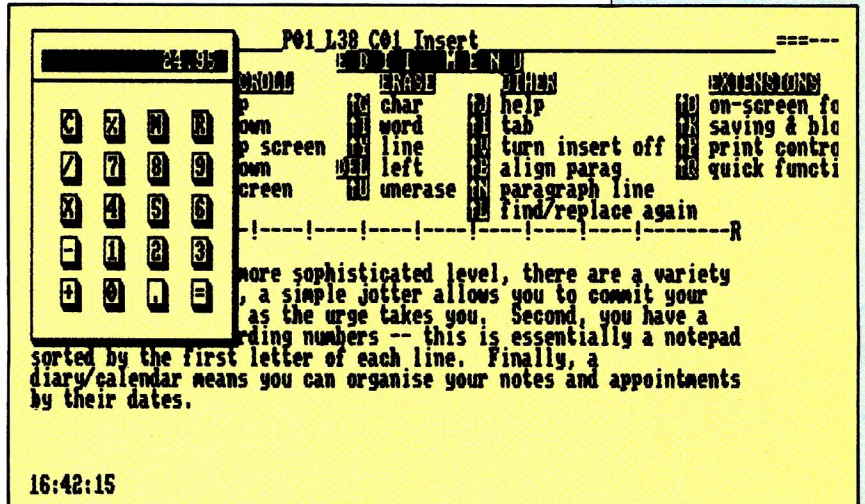 P01 L38 C01 Insert ===---
24.95
EDIT MENU
SCROLL ERASE OTHER EXTENSIONS
p ^G char ^J help ^O on-screen fo
own ^T word ^I tab ^K saving & blo
p screen ^Y line ^V turn insert off ^P print contro
own DEL left ^B align parag ^Q quick functi
creen ^U unerase ^N paragraph line
^L find/replace again
-!----!----!----!----!----!----!----!--------R
C % M R
/ 7 8 9
X 4 5 6
- 1 2 3
+ 0 . =
more sophisticated level, there are a variety
, a simple jotter allows you to commit your
as the urge takes you. Second, you have a
rding numbers -- this is essentially a notepad
sorted by the first letter of each line. Finally, a
diary/calendar means you can organise your notes and appointments
by their dates.
16:42:15